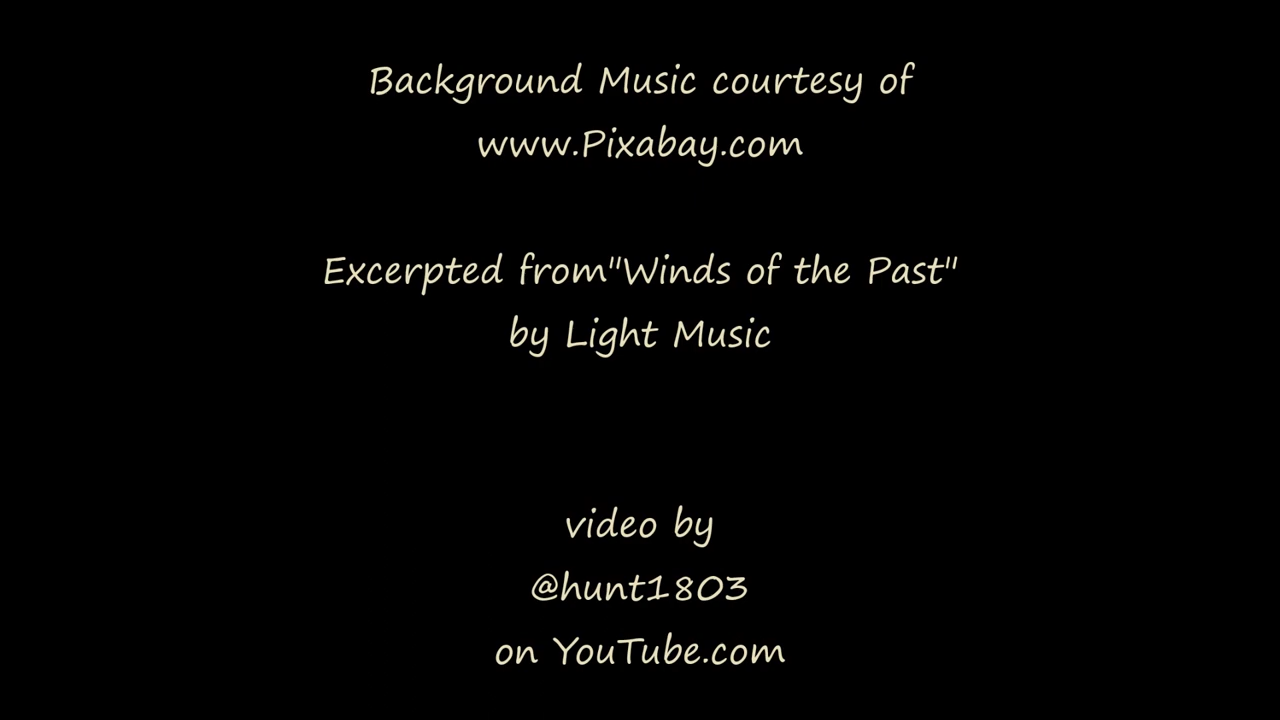 Background Music courtesy of
www.Pixabay.com
Excerpted from"Winds of the Past"
by Light Music
video by
@hunt1803
on YouTube.com